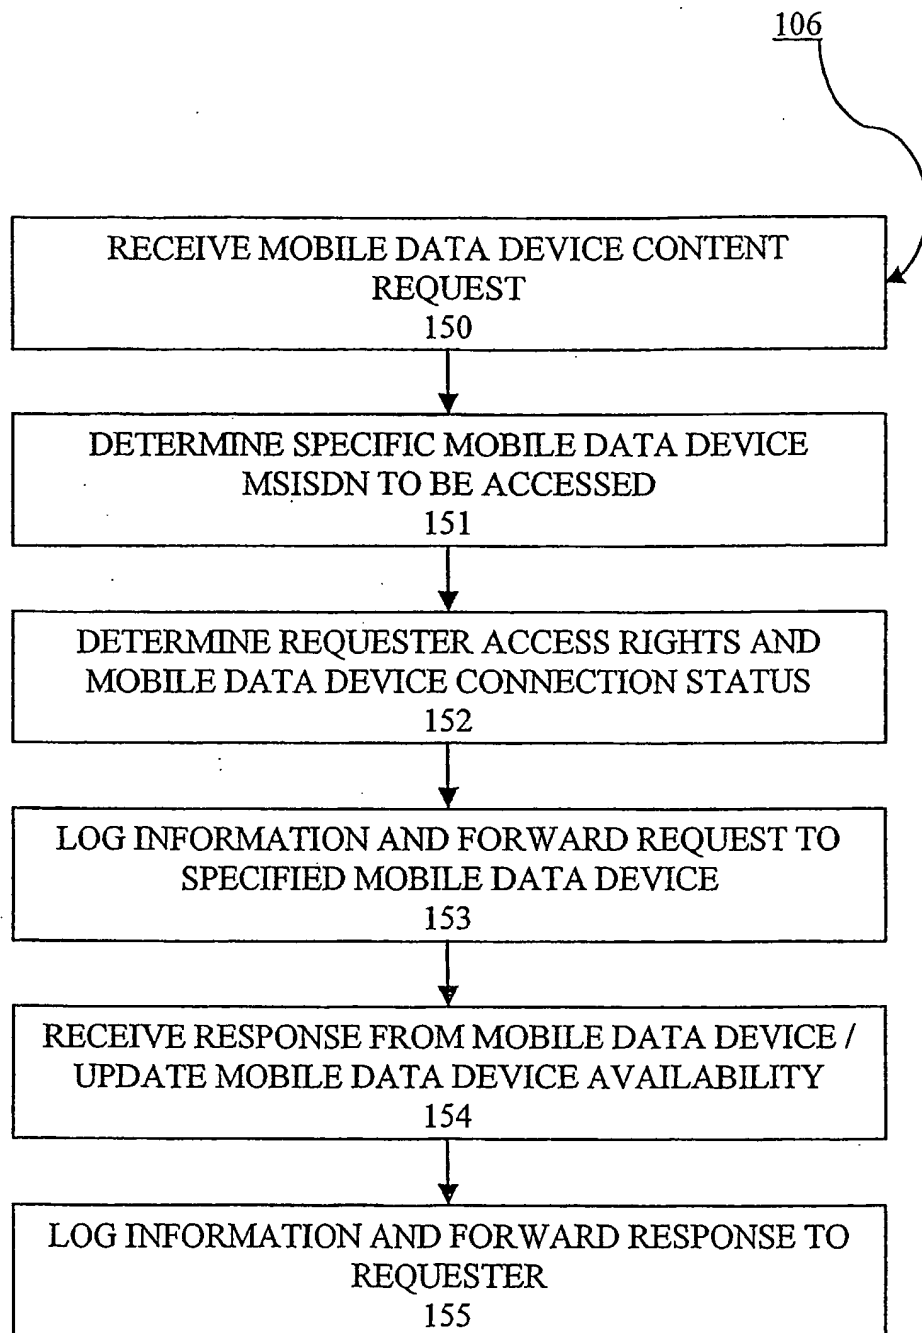 106
RECEIVE MOBILE DATA DEVICE CONTENT
REQUEST
150
DETERMINE SPECIFIC MOBILE DATA DEVICE
MSISDN TO BE ACCESSED
151
DETERMINE REQUESTER ACCESS RIGHTS AND
MOBILE DATA DEVICE CONNECTION STATUS
152
LOG INFORMATION AND FORWARD REQUEST TO
SPECIFIED MOBILE DATA DEVICE
153
RECEIVE RESPONSE FROM MOBILE DATA DEVICE /
UPDATE MOBILE DATA DEVICE AVAILABILITY
154
LOG INFORMATION AND FORWARD RESPONSE TO
REQUESTER
155